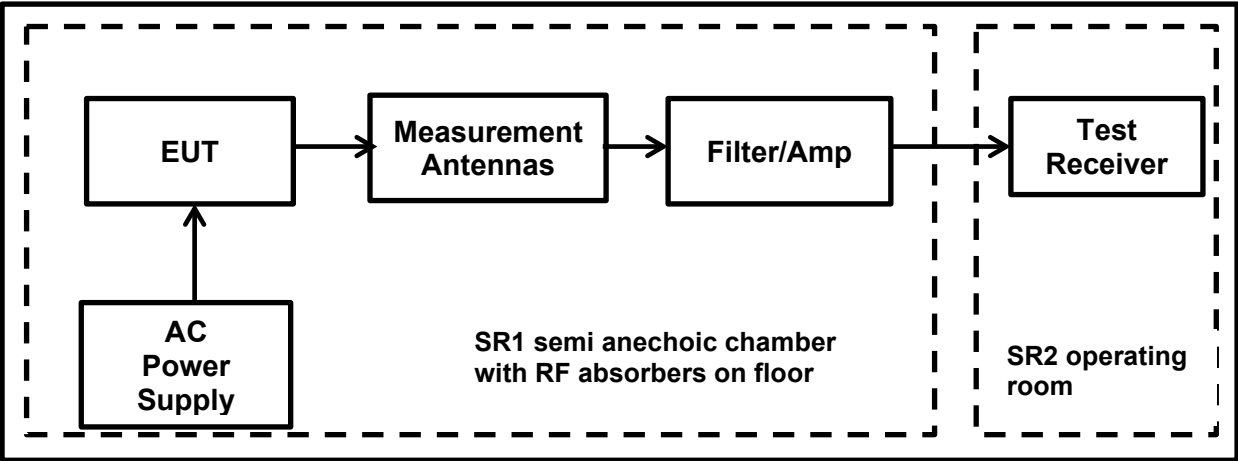 EUT
Measurement
Antennas
Filter/Amp
Test
Receiver
AC
Power
Supply
SR1 semi anechoic chamber
with RF absorbers on floor
SR2 operating
room